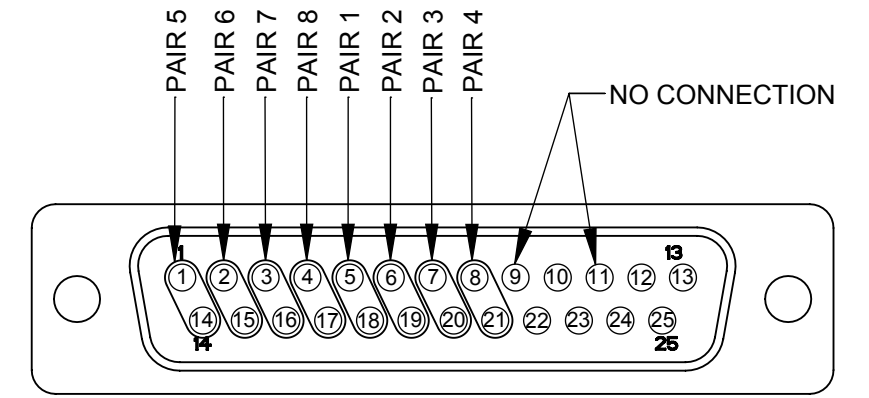 PAIR 5
PAIR 6
PAIR 7
PAIR 8
PAIR 1
PAIR 2
PAIR 3
PAIR 4
NO CONNECTION
1 13
1 2 3 4 5 6 7 8 9 10 11 12 13
14 15 16 17 18 19 20 21 22 23 24 25
14 25